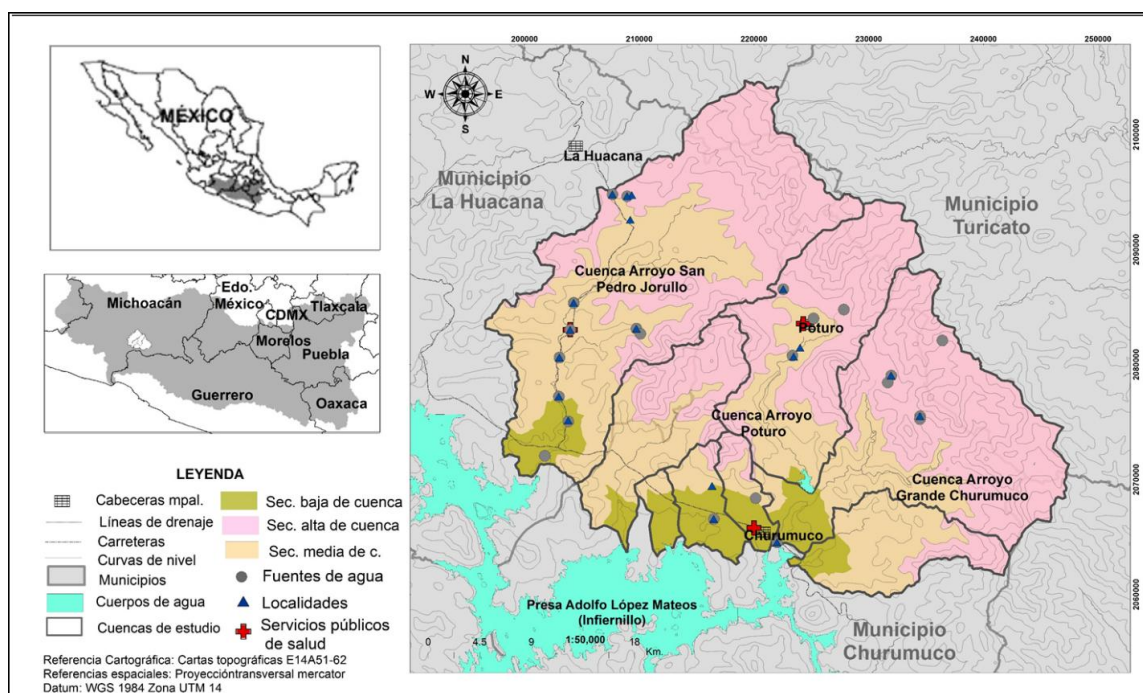 MÉXICO
Michoacán
Edo.
México
Tlaxcala
CDMX
Morelos
Puebla
Guerrero
Oaxaca
LEYENDA
Cabeceras mpal.
Líneas de drenaje
Carreteras
Curvas de nivel
Municipios
Cuerpos de agua
Cuencas de estudio
Sec. baja de cuenca
Sec. alta de cuenca
Sec. media de c.
Fuentes de agua
Localidades
Servicios públicos
de salud
Referencia Cartográfica: Cartas topográficas E14A51-62
Referencias espaciales: Proyeccióntransversal mercator
Datum: WGS 1984 Zona UTM 14
200000 210000 220000 230000 240000 250000
N
W E
S
La Huacana
Municipio
La Huacana
Municipio
Turicato
Cuenca Arroyo San
Pedro Jorullo
Poturo
Cuenca Arroyo
Poturo
Cuenca Arroyo
Grande Churumuco
Churumuco
Presa Adolfo López Mateos
(Infiernillo)
Municipio
Churumuco
0 4.5 9 18
1:50,000
Km.
2100000
2090000
2080000
2070000
2060000